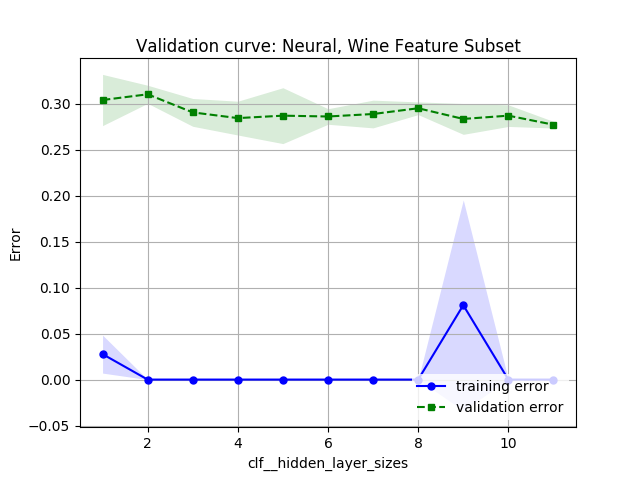 Validation curve: Neural, Wine Feature Subset
Error
0.30
0.25
0.20
0.15
0.10
0.05
0.00
−0.05
2 4 6 8 10
clf__hidden_layer_sizes
training error
validation error